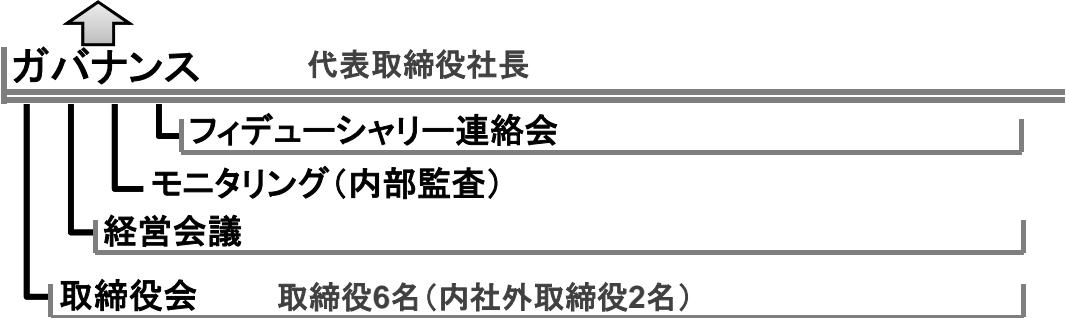 ガバナンス 代表取締役社長
フィデューシャリー連絡会
モニタリング（内部監査）
経営会議
取締役会 取締役6名（内社外取締役2名）